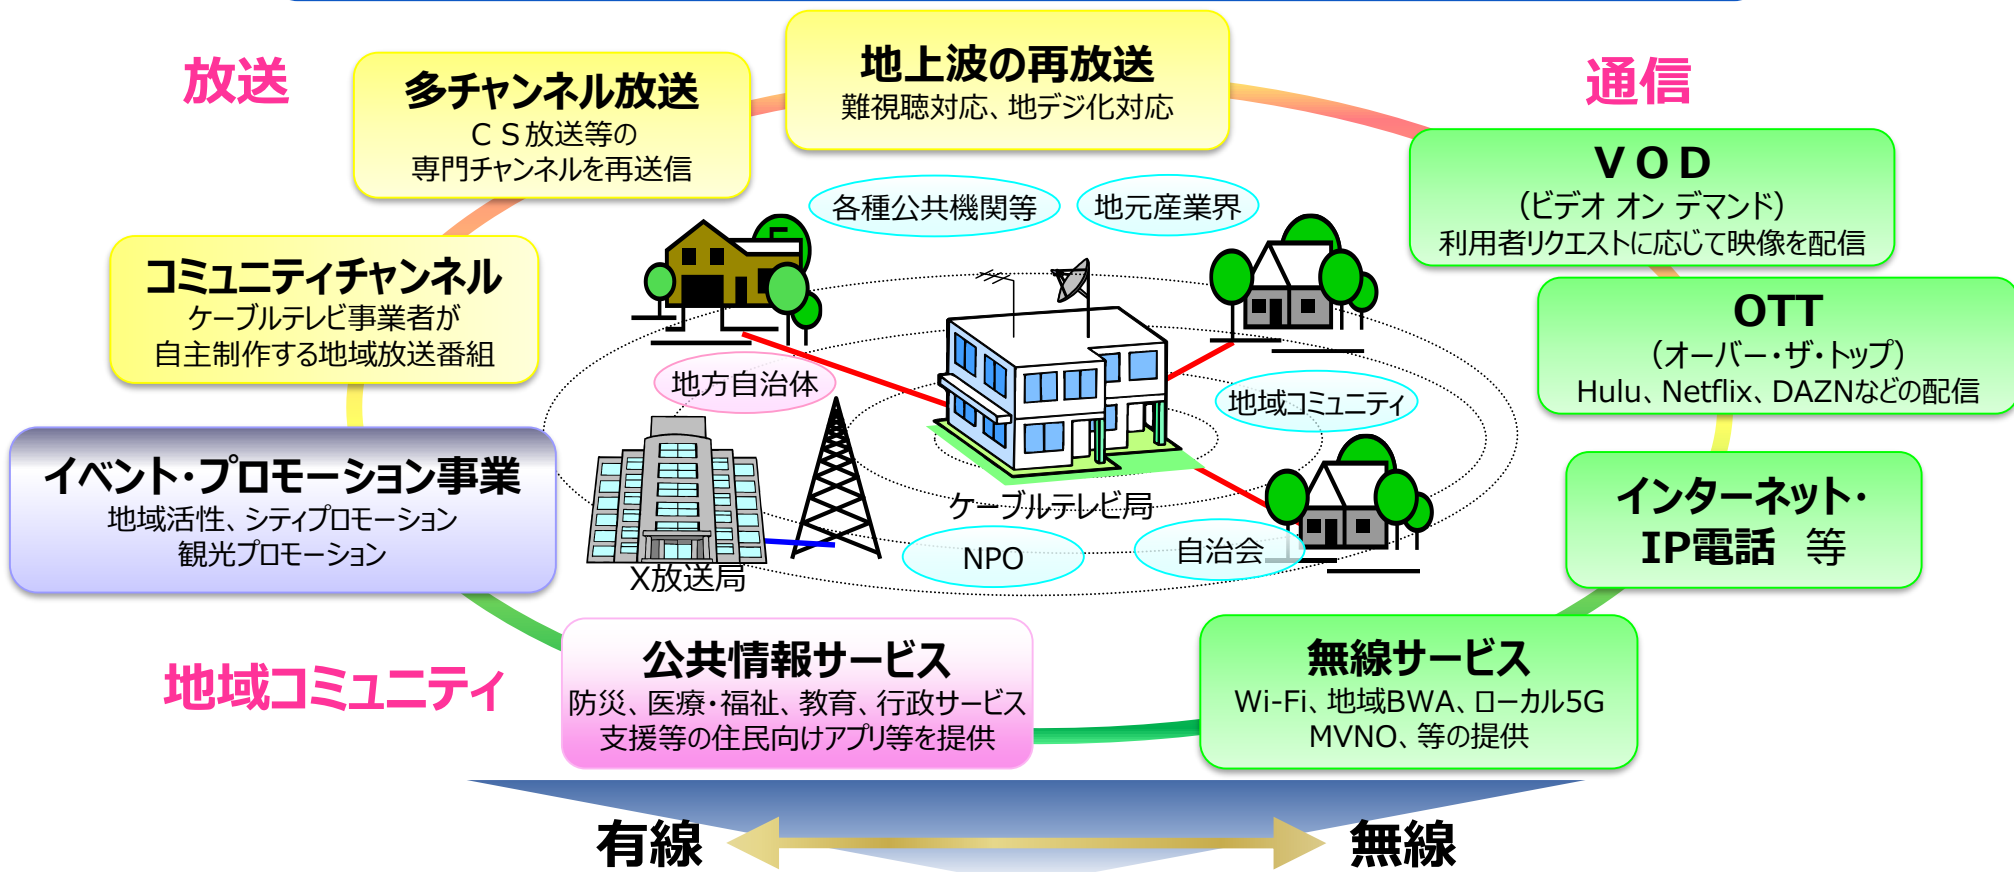 放送
通信
地上波の再放送
難視聴対応、地デジ化対応
多チャンネル放送
ＣＳ放送等の
専門チャンネルを再送信
ＶＯＤ
（ビデオ オン デマンド）
利用者リクエストに応じて映像を配信
各種公共機関等
地元産業界
コミュニティチャンネル
ケーブルテレビ事業者が
自主制作する地域放送番組
OTT
（オーバー・ザ・トップ）
Hulu、Netflix、DAZNなどの配信
地方自治体
地域コミュニティ
イベント・プロモーション事業
地域活性、シティプロモーション
観光プロモーション
ケーブルテレビ局
インターネット・
IP電話　等
X放送局
NPO
自治会
地域コミュニティ
公共情報サービス
防災、医療・福祉、教育、行政サービス
支援等の住民向けアプリ等を提供
無線サービス
Wi-Fi、地域BWA、ローカル5G
MVNO、等の提供
有線
無線